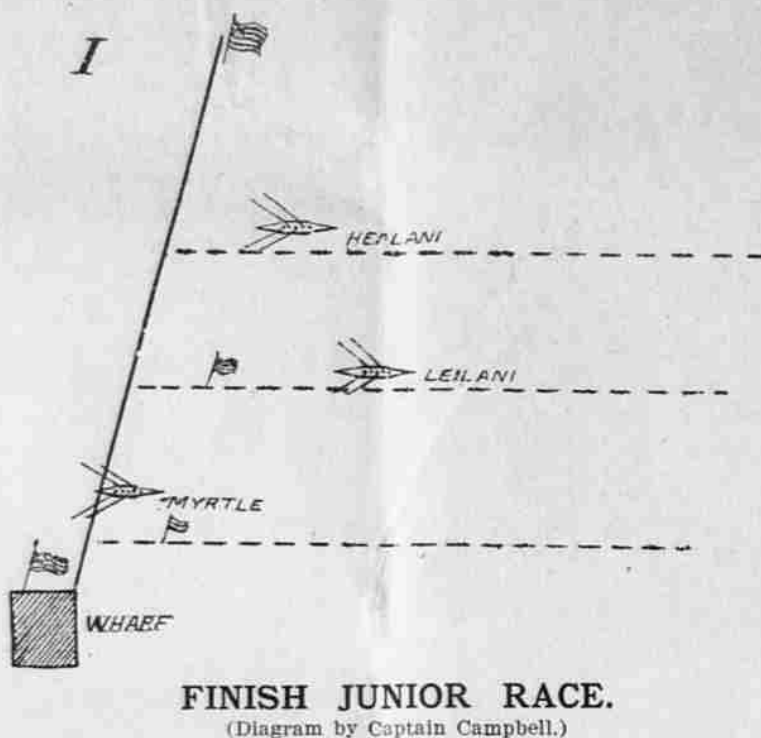 I
HEALANI
LEILANI
MYRTLE
WHARF
FINISH JUNIOR RACE.
(Diagram by Captain Campbell.)